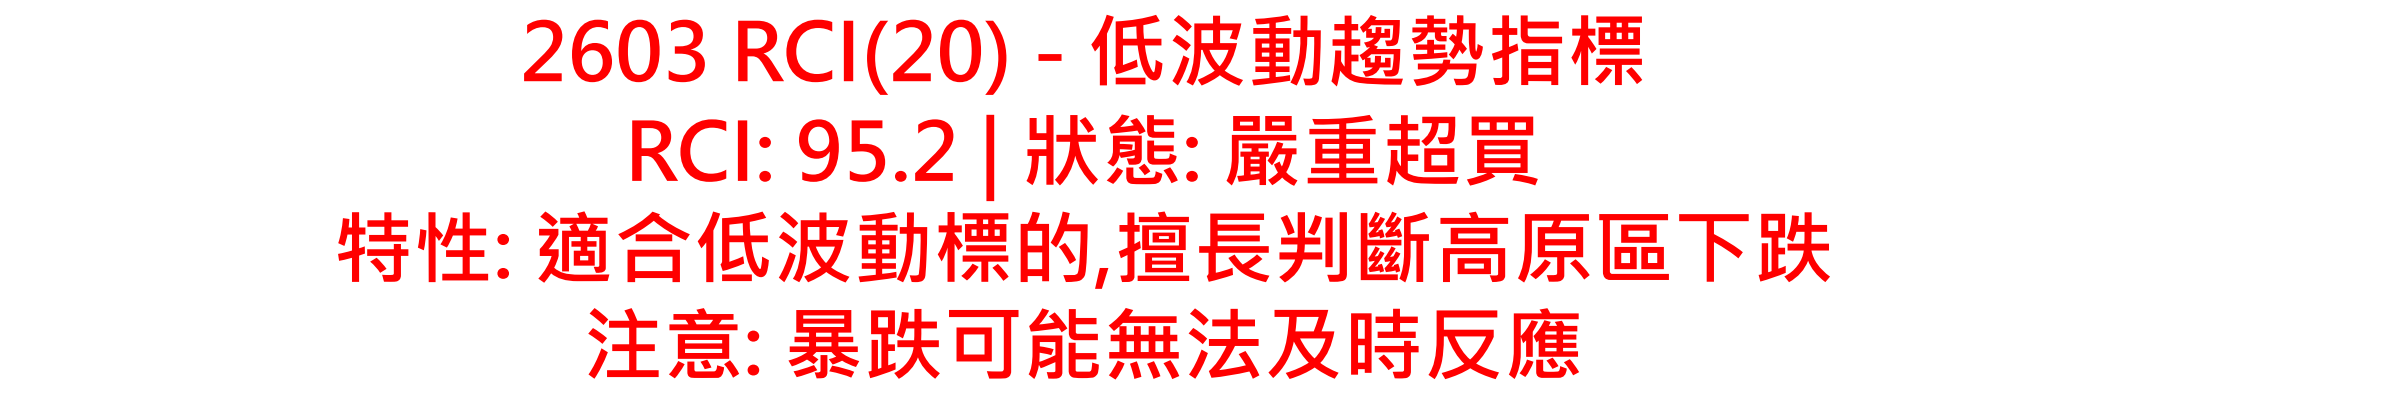 2603 RCI(20) - 低波動趨勢指標
RCI: 95.2 | 狀態: 嚴重超買
特性: 適合低波動標的,擅長判斷高原區下跌
注意: 暴跌可能無法及時反應